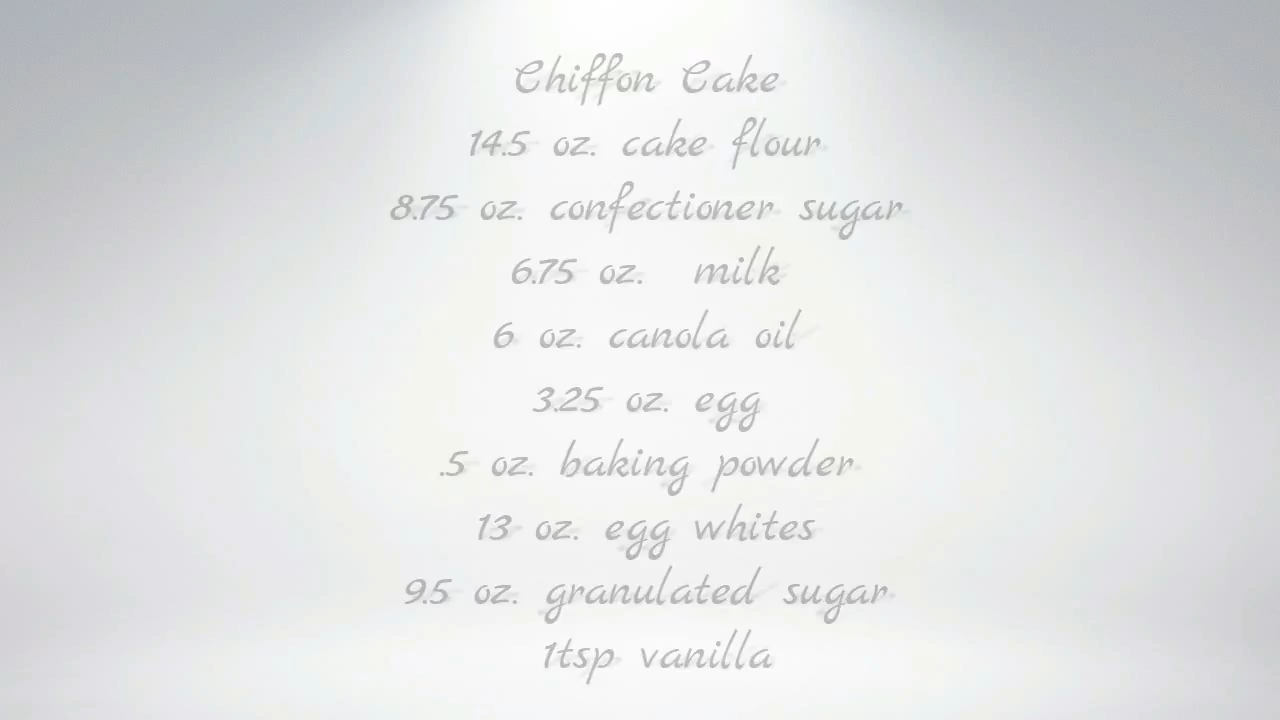 Chiffon Cake
14.5 oz. cake flour
8.75 oz. confectioner sugar
6.75 oz. milk
6 oz. canola oil
3.25 oz. egg
.5 oz. baking powder
13 oz. egg whites
9.5 oz. granulated sugar
1tsp vanilla